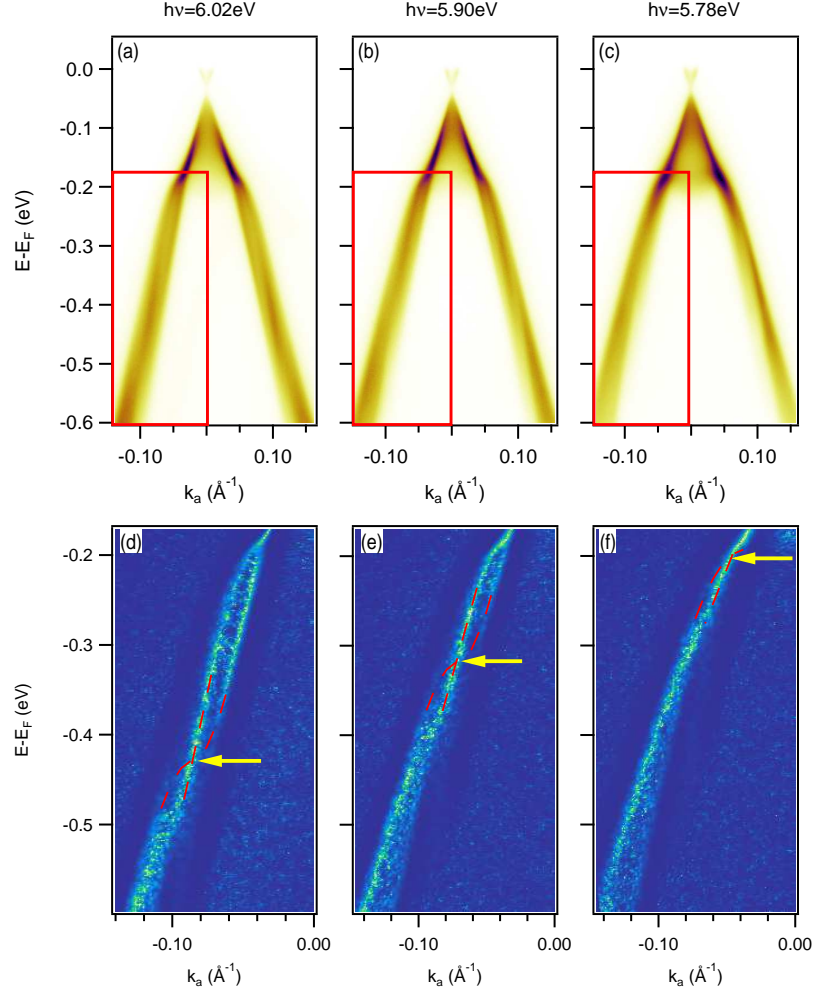 hν=6.02eV hν=5.90eV hν=5.78eV
(a) (b) (c)
0.0
-0.1
-0.2
-0.3
-0.4
-0.5
-0.6
E-E_F (eV)
-0.10 0.10 -0.10 0.10 -0.10 0.10
k_a (Å⁻¹) k_a (Å⁻¹) k_a (Å⁻¹)
(d) (e) (f)
-0.2
-0.3
-0.4
-0.5
E-E_F (eV)
-0.10 0.00 -0.10 0.00 -0.10 0.00
k_a (Å⁻¹) k_a (Å⁻¹) k_a (Å⁻¹)